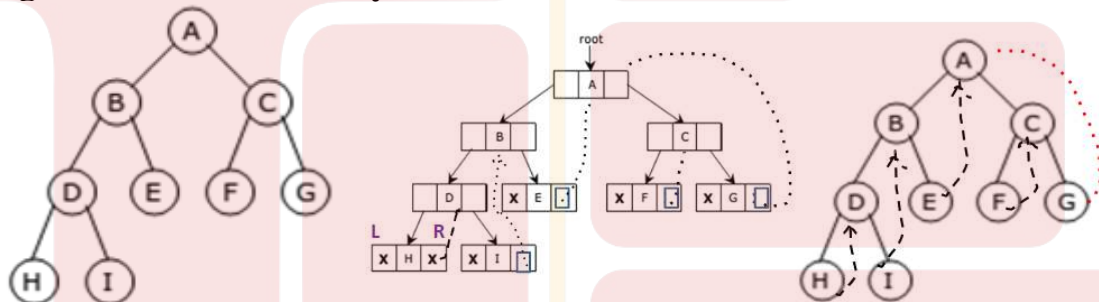 A
B C
D E F G
H I
root
A
B C
D X E X F X G
L R
X H X X I
A
B C
D E F G
H I